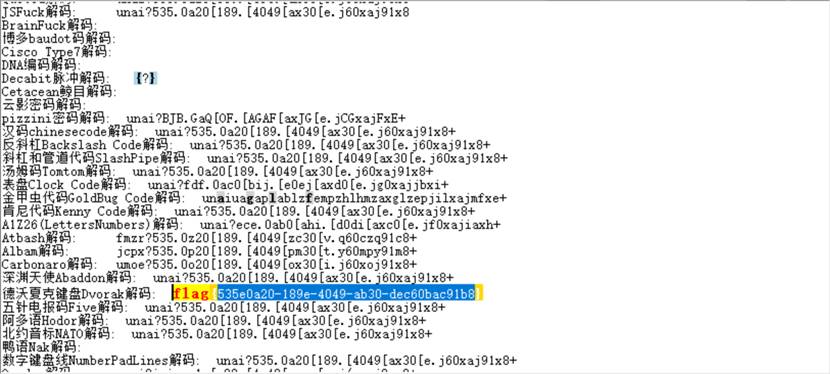 JSFuck解码:     unai?535.0a20[189.[4049[ax30[e.j60xaj91x8
BrainFuck解码:
博多baudot码解码:
Cisco Type7解码:
DNA编码解码:
Decabit脉冲解码:   {?}
Cetacean鲸目解码:
云影密码解码:
pizzini密码解码:   unai?BJB.GaQ[OF.[AGAF[axJG[e.jCGxajFxE+
汉码chinesecode解码:   unai?535.0a20[189.[4049[ax30[e.j60xaj91x8+
反斜杠Backslash Code解码:   unai?535.0a20[189.[4049[ax30[e.j60xaj91x8+
斜杠和管道代码SlashPipe解码:   unai?535.0a20[189.[4049[ax30[e.j60xaj91x8+
汤姆码Tomtom解码:   unai?535.0a20[189.[4049[ax30[e.j60xaj91x8+
表盘Clock Code解码:   unai?fdf.0ac0[bij.[e0ej[axd0[e.jg0xajjbxi+
金甲虫代码GoldBug Code解码:   unaiuagaplablzfempzhlhmzaxglzepjilxajmfxe+
肯尼代码Kenny Code解码:   unai?535.0a20[189.[4049[ax30[e.j60xaj91x8+
A1Z26(LettersNumbers)解码:   unai?ece.0ab0[ahi.[d0di[axc0[e.jf0xajiaxh+
Atbash解码:     fmzr?535.0z20[189.[4049[zc30[v.q60czq91c8+
Albam解码:     jcpx?535.0p20[189.[4049[pm30[t.y60mpy91m8+
Carbonaro解码:   umoe?535.0o20[189.[4049[ox30[i.j60xoj91x8+
深渊天使Abaddon解码:   unai?535.0a20[189.[4049[ax30[e.j60xaj91x8+
德沃夏克键盘Dvorak解码:   flag{535e0a20-189e-4049-ab30-dec60bac91b8}
五针电报码Five解码:   unai?535.0a20[189.[4049[ax30[e.j60xaj91x8+
阿多语Hodor解码:   unai?535.0a20[189.[4049[ax30[e.j60xaj91x8+
北约音标NATO解码:   unai?535.0a20[189.[4049[ax30[e.j60xaj91x8+
鸭语Nak解码:
数字键盘线NumberPadLines解码:   unai?535.0a20[189.[4049[ax30[e.j60xaj91x8+